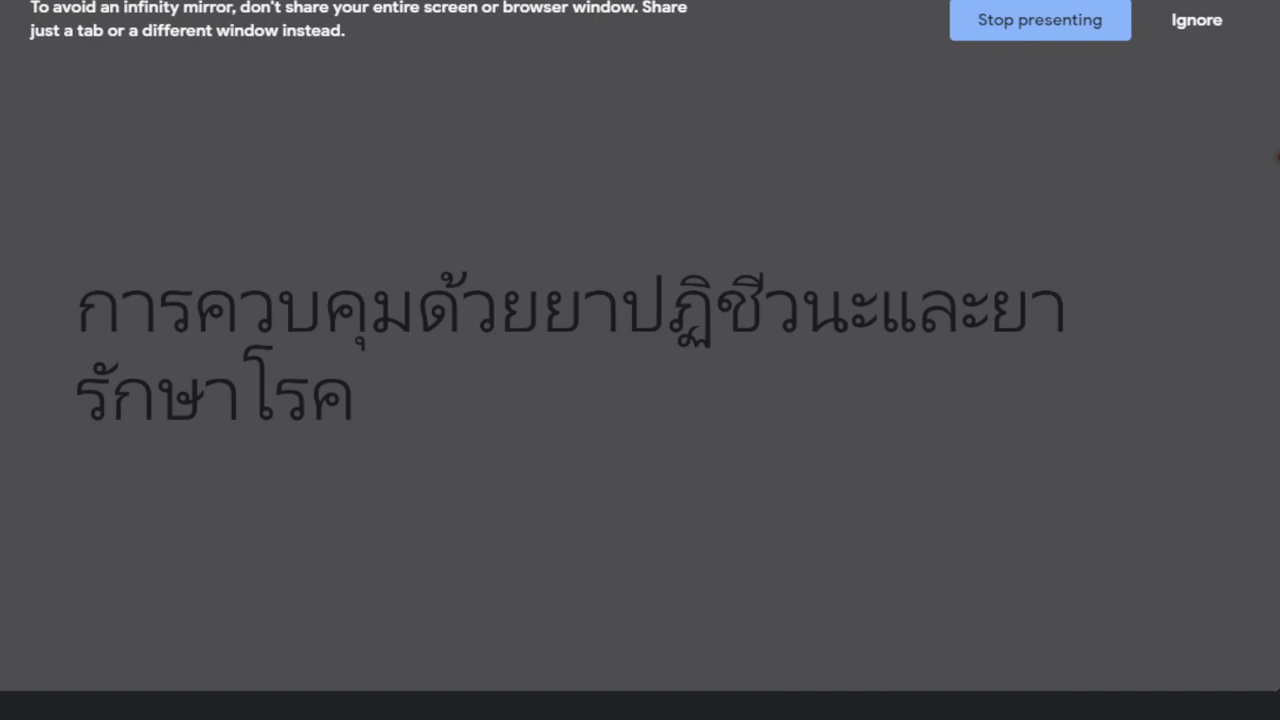 To avoid an infinity mirror, don't share your entire screen or browser window. Share
just a tab or a different window instead.
Stop presenting
Ignore
การควบคุมด้วยยาปฏิชีวนะและยา
รักษาโรค